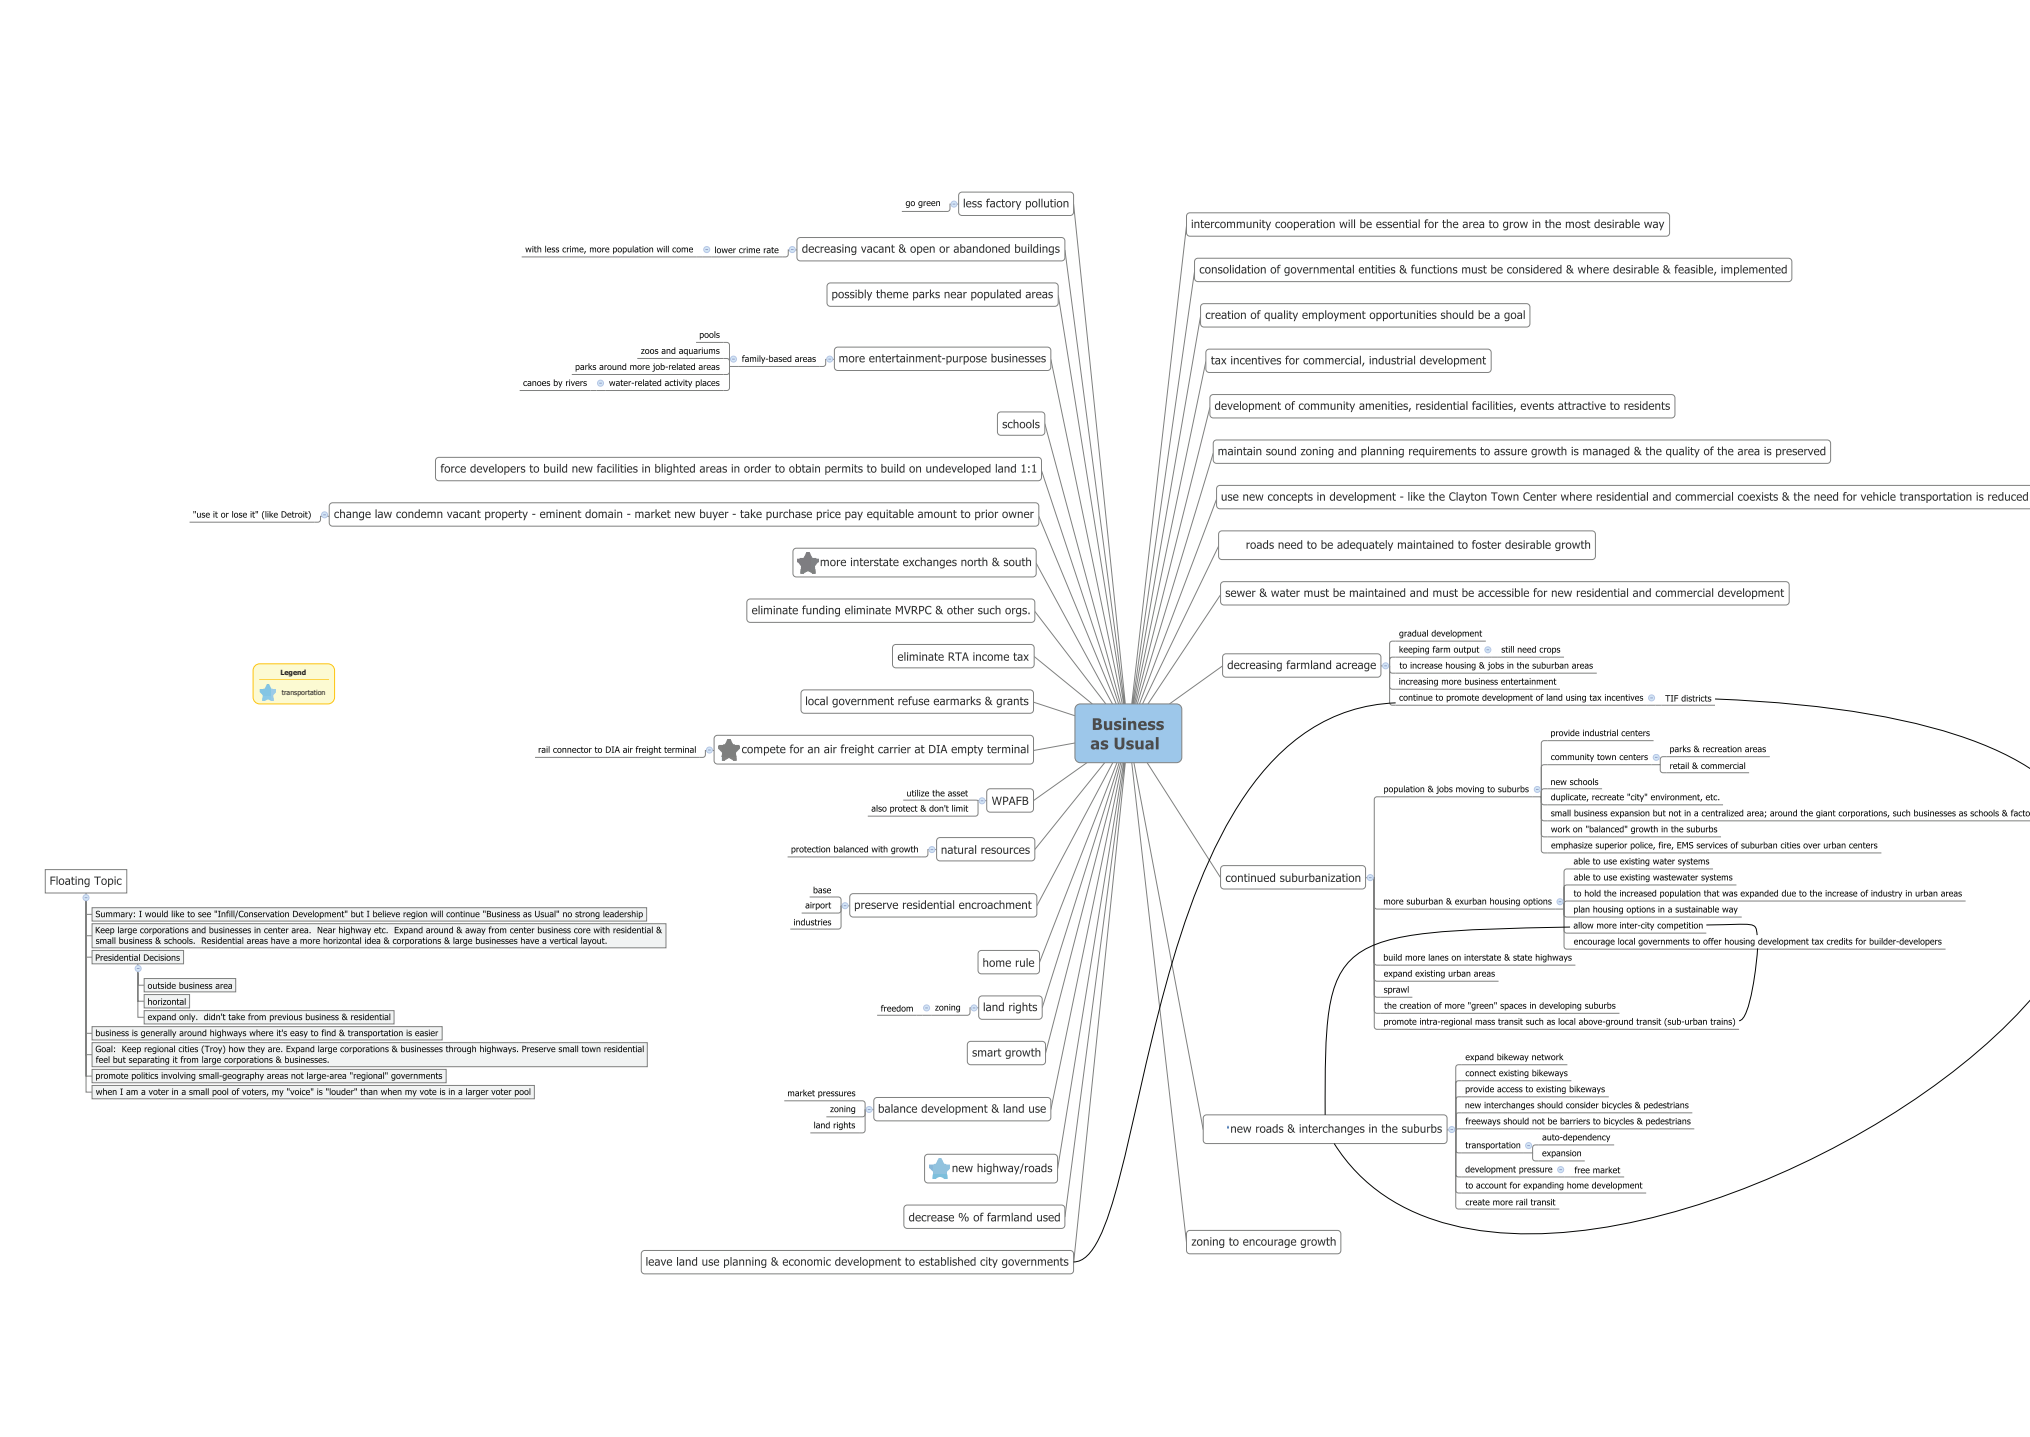 go green
less factory pollution
with less crime, more population will come
lower crime rate
decreasing vacant & open or abandoned buildings
possibly theme parks near populated areas
pools
zoos and aquariums
parks around more job-related areas
canoes by rivers
water-related activity places
family-based areas
more entertainment-purpose businesses
schools
force developers to build new facilities in blighted areas in order to obtain permits to build on undeveloped land 1:1
"use it or lose it" (like Detroit)
change law condemn vacant property - eminent domain - market new buyer - take purchase price pay equitable amount to prior owner
more interstate exchanges north & south
eliminate funding eliminate MVRPC & other such orgs.
eliminate RTA income tax
local government refuse earmarks & grants
rail connector to DIA air freight terminal
compete for an air freight carrier at DIA empty terminal
utilize the asset
also protect & don't limit
WPAFB
protection balanced with growth
natural resources
base
airport
industries
preserve residential encroachment
home rule
freedom
zoning
land rights
smart growth
market pressures
zoning
land rights
balance development & land use
new highway/roads
decrease % of farmland used
leave land use planning & economic development to established city governments
Legend
transportation
Floating Topic
Summary: I would like to see "Infill/Conservation Development" but I believe region will continue "Business as Usual" no strong leadership
Keep large corporations and businesses in center area.  Near highway etc.  Expand around & away from center business core with residential &
small business & schools.  Residential areas have a more horizontal idea & corporations & large businesses have a vertical layout.
Presidential Decisions
outside business area
horizontal
expand only.  didn't take from previous business & residential
business is generally around highways where it's easy to find & transportation is easier
Goal:  Keep regional cities (Troy) how they are. Expand large corporations & businesses through highways. Preserve small town residential
feel but separating it from large corporations & businesses.
promote politics involving small-geography areas not large-area "regional" governments
when I am a voter in a small pool of voters, my "voice" is "louder" than when my vote is in a larger voter pool
Business
as Usual
intercommunity cooperation will be essential for the area to grow in the most desirable way
consolidation of governmental entities & functions must be considered & where desirable & feasible, implemented
creation of quality employment opportunities should be a goal
tax incentives for commercial, industrial development
development of community amenities, residential facilities, events attractive to residents
maintain sound zoning and planning requirements to assure growth is managed & the quality of the area is preserved
use new concepts in development - like the Clayton Town Center where residential and commercial coexists & the need for vehicle transportation is reduced
roads need to be adequately maintained to foster desirable growth
sewer & water must be maintained and must be accessible for new residential and commercial development
decreasing farmland acreage
gradual development
keeping farm output
still need crops
to increase housing & jobs in the suburban areas
increasing more business entertainment
continue to promote development of land using tax incentives
TIF districts
continued suburbanization
population & jobs moving to suburbs
provide industrial centers
community town centers
parks & recreation areas
retail & commercial
new schools
duplicate, recreate "city" environment, etc.
small business expansion but not in a centralized area; around the giant corporations, such businesses as schools & facto
work on "balanced" growth in the suburbs
emphasize superior police, fire, EMS services of suburban cities over urban centers
more suburban & exurban housing options
able to use existing water systems
able to use existing wastewater systems
to hold the increased population that was expanded due to the increase of industry in urban areas
plan housing options in a sustainable way
allow more inter-city competition
encourage local governments to offer housing development tax credits for builder-developers
build more lanes on interstate & state highways
expand existing urban areas
sprawl
the creation of more "green" spaces in developing suburbs
promote intra-regional mass transit such as local above-ground transit (sub-urban trains)
new roads & interchanges in the suburbs
expand bikeway network
connect existing bikeways
provide access to existing bikeways
new interchanges should consider bicycles & pedestrians
freeways should not be barriers to bicycles & pedestrians
transportation
auto-dependency
expansion
development pressure
free market
to account for expanding home development
create more rail transit
zoning to encourage growth